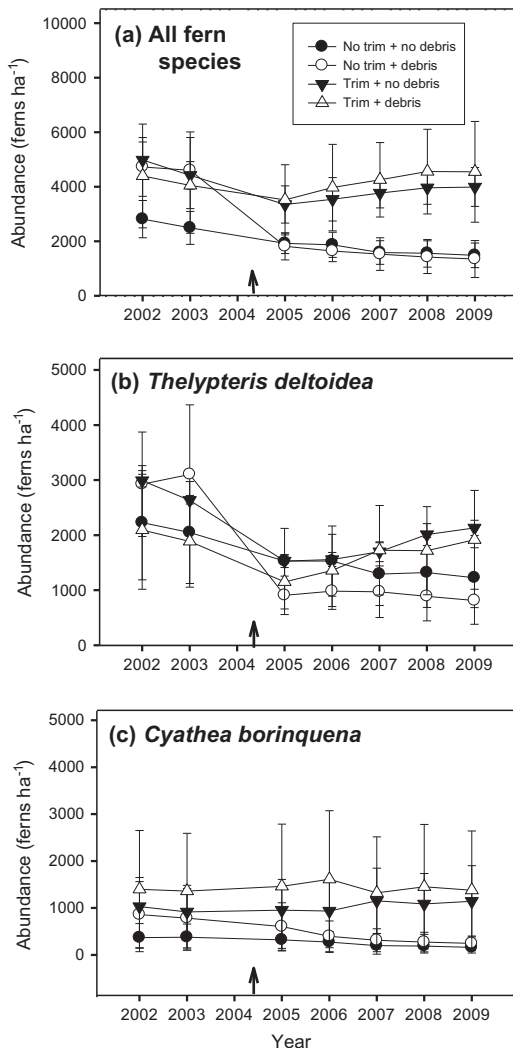 (a) All fern
species
No trim + no debris
No trim + debris
Trim + no debris
Trim + debris
Abundance (ferns ha-1)
10000
8000
6000
4000
2000
0
2002 2003 2004 2005 2006 2007 2008 2009
(b) Thelypteris deltoidea
Abundance (ferns ha-1)
5000
4000
3000
2000
1000
0
2002 2003 2004 2005 2006 2007 2008 2009
(c) Cyathea borinquena
Abundance (ferns ha-1)
5000
4000
3000
2000
1000
0
2002 2003 2004 2005 2006 2007 2008 2009
Year